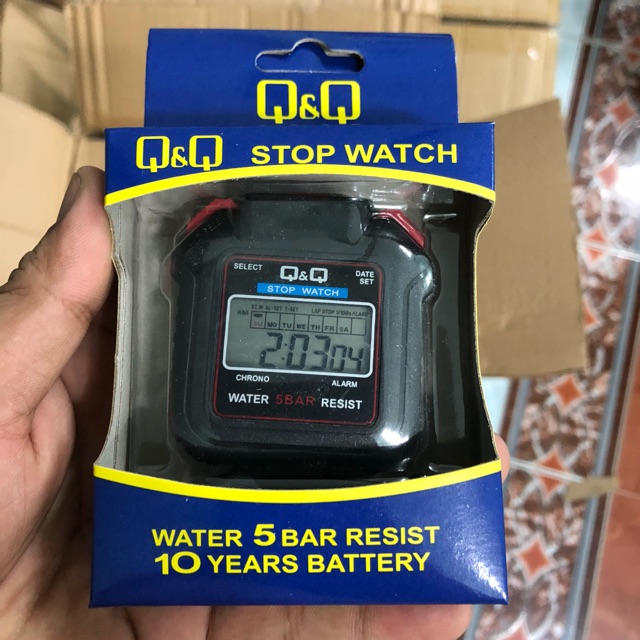 Q&Q
Q&Q STOP WATCH
SELECT Q&Q DATE SET
STOP WATCH
SU MO TU WE TH FR SA
2:03 04
CHRONO ALARM
WATER 5BAR RESIST
WATER 5 BAR RESIST
10 YEARS BATTERY